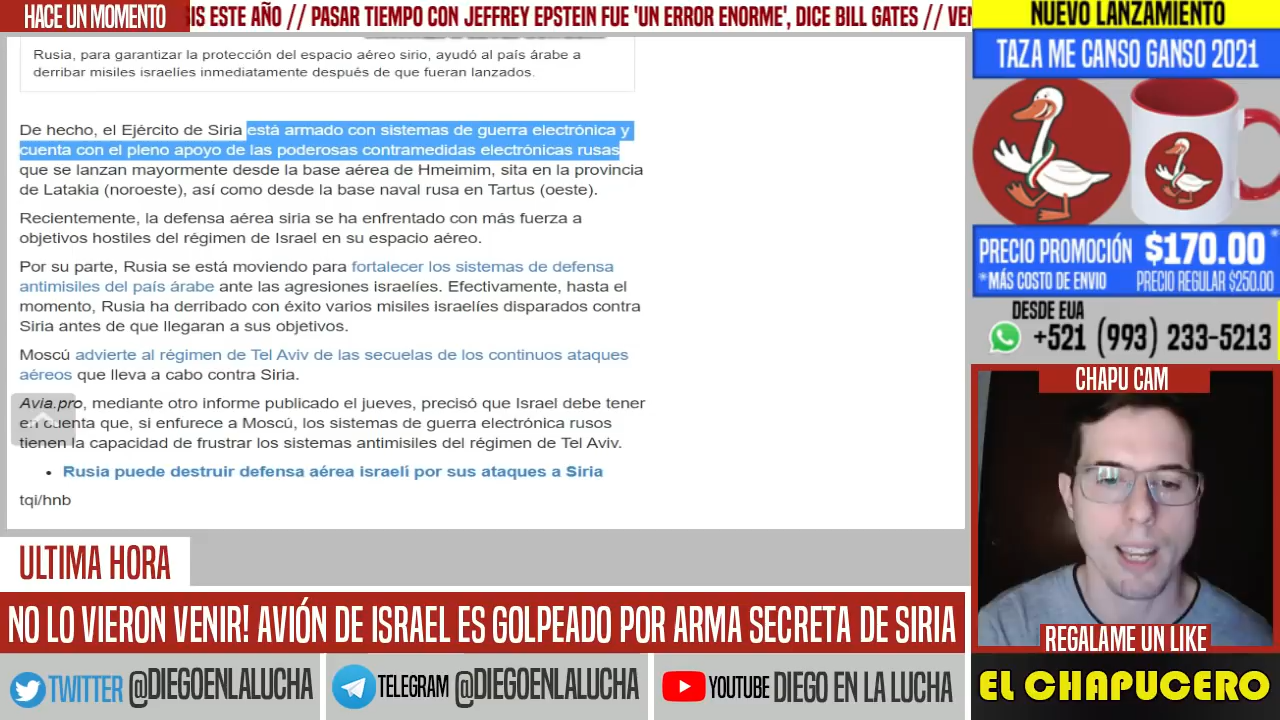 HACE UN MOMENTO
SIS ESTE AÑO // PASAR TIEMPO CON JEFFREY EPSTEIN FUE 'UN ERROR ENORME', DICE BILL GATES // VEN
Rusia, para garantizar la protección del espacio aéreo sirio, ayudó al país árabe a
derribar misiles israelíes inmediatamente después de que fueran lanzados.
De hecho, el Ejército de Siria está armado con sistemas de guerra electrónica y
cuenta con el pleno apoyo de las poderosas contramedidas electrónicas rusas
que se lanzan mayormente desde la base aérea de Hmeimim, sita en la provincia
de Latakia (noroeste), así como desde la base naval rusa en Tartus (oeste).
Recientemente, la defensa aérea siria se ha enfrentado con más fuerza a
objetivos hostiles del régimen de Israel en su espacio aéreo.
Por su parte, Rusia se está moviendo para fortalecer los sistemas de defensa
antimisiles del país árabe ante las agresiones israelíes. Efectivamente, hasta el
momento, Rusia ha derribado con éxito varios misiles israelíes disparados contra
Siria antes de que llegaran a sus objetivos.
Moscú advierte al régimen de Tel Aviv de las secuelas de los continuos ataques
aéreos que lleva a cabo contra Siria.
Avia.pro, mediante otro informe publicado el jueves, precisó que Israel debe tener
en cuenta que, si enfurece a Moscú, los sistemas de guerra electrónica rusos
tienen la capacidad de frustrar los sistemas antimisiles del régimen de Tel Aviv.
• Rusia puede destruir defensa aérea israelí por sus ataques a Siria
tqi/hnb
NUEVO LANZAMIENTO
TAZA ME CANSO GANSO 2021
PRECIO PROMOCIÓN $170.00 *
*MÁS COSTO DE ENVIO PRECIO REGULAR $250.00
DESDE EUA
+521 (993) 233-5213
CHAPU CAM
REGALAME UN LIKE
ULTIMA HORA
NO LO VIERON VENIR! AVIÓN DE ISRAEL ES GOLPEADO POR ARMA SECRETA DE SIRIA
TWITTER @DIEGOENLALUCHA
TELEGRAM @DIEGOENLALUCHA
YOUTUBE DIEGO EN LA LUCHA
EL CHAPUCERO